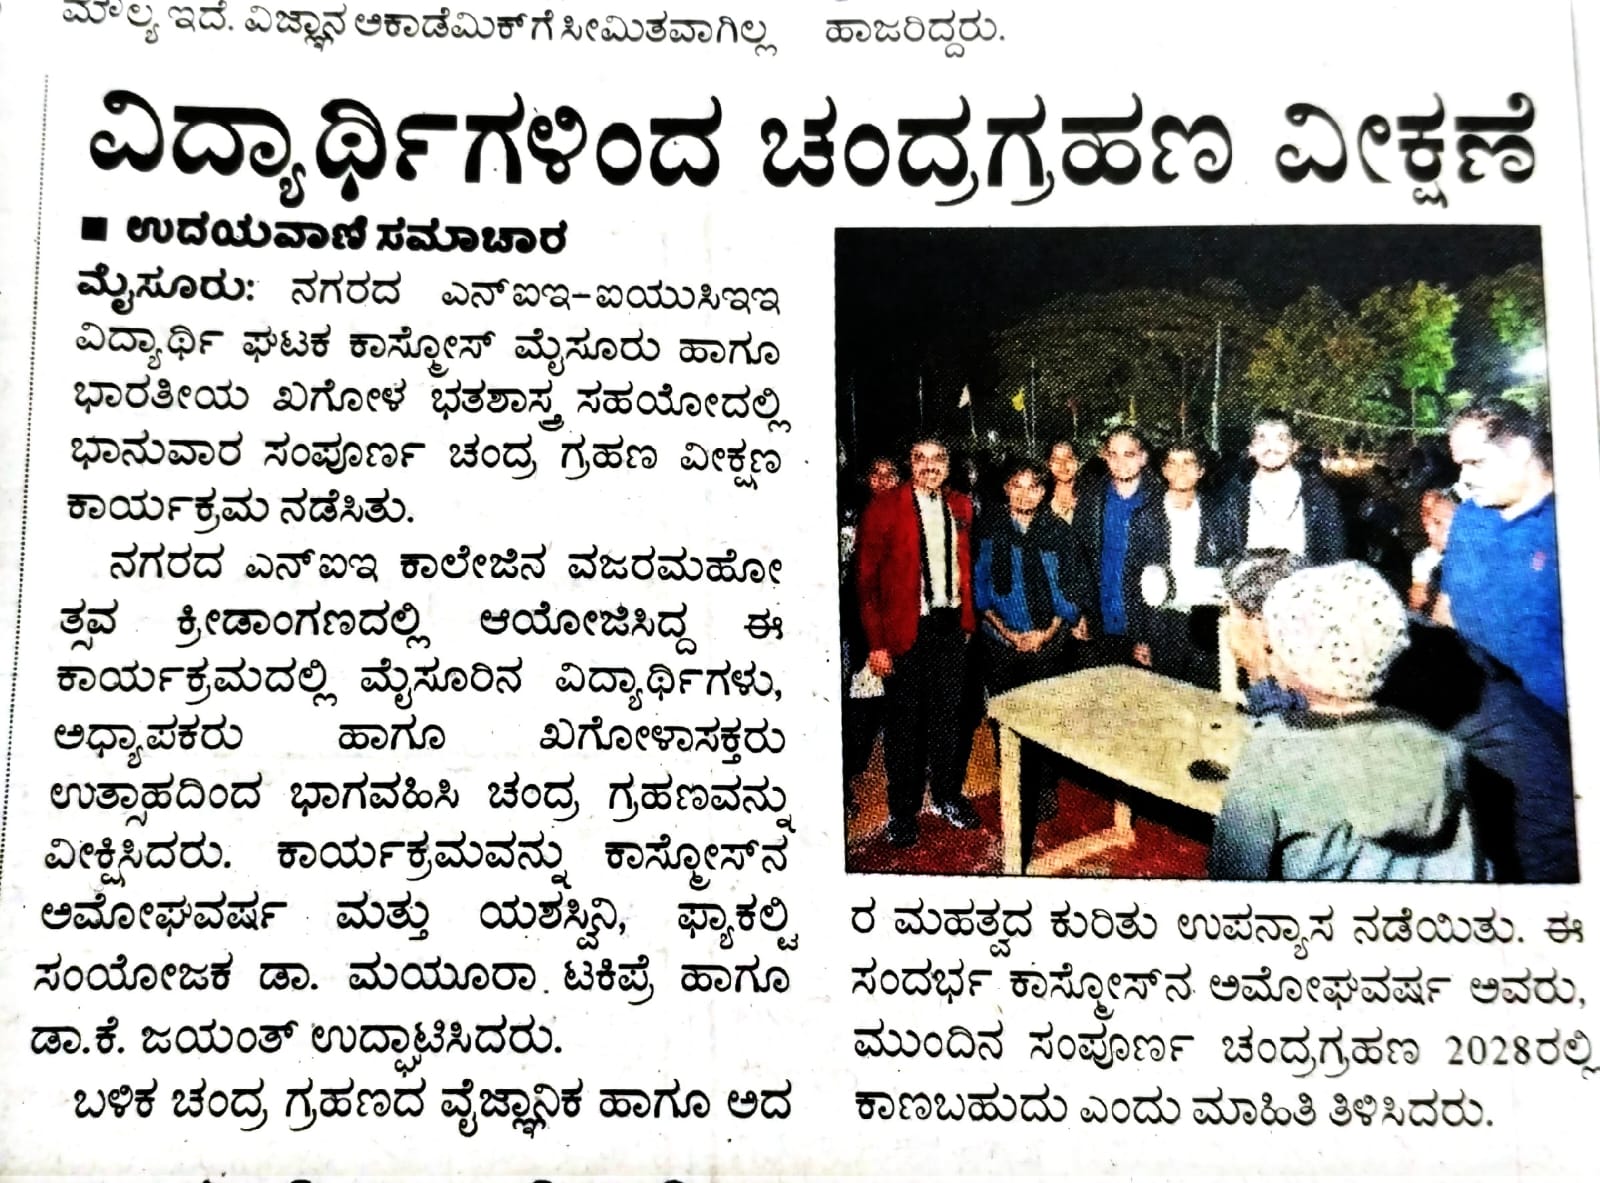 ಮೌಲ್ಯ ಇದೆ. ವಿಜ್ಞಾನ ಅಕಾಡೆಮಿಕ್‌ಗೆ ಸೀಮಿತವಾಗಿಲ್ಲ
ಹಾಜರಿದ್ದರು.
ವಿದ್ಯಾರ್ಥಿಗಳಿಂದ ಚಂದ್ರಗ್ರಹಣ ವೀಕ್ಷಣೆ
■ ಉದಯವಾಣಿ ಸಮಾಚಾರ
ಮೈಸೂರು: ನಗರದ ಎನ್‌ಐಇ-ಐಯುಸಿಇಇ
ವಿದ್ಯಾರ್ಥಿ ಘಟಕ ಕಾಸ್ಮೋಸ್ ಮೈಸೂರು ಹಾಗೂ
ಭಾರತೀಯ ಖಗೋಳ ಭತಶಾಸ್ತ್ರ ಸಹಯೋದಲ್ಲಿ
ಭಾನುವಾರ ಸಂಪೂರ್ಣ ಚಂದ್ರ ಗ್ರಹಣ ವೀಕ್ಷಣ
ಕಾರ್ಯಕ್ರಮ ನಡೆಸಿತು.
ನಗರದ ಎನ್‌ಐಇ ಕಾಲೇಜಿನ ವಜರಮಹೋ
ತ್ಸವ ಕ್ರೀಡಾಂಗಣದಲ್ಲಿ ಆಯೋಜಿಸಿದ್ದ ಈ
ಕಾರ್ಯಕ್ರಮದಲ್ಲಿ ಮೈಸೂರಿನ ವಿದ್ಯಾರ್ಥಿಗಳು,
ಅಧ್ಯಾಪಕರು ಹಾಗೂ ಖಗೋಳಾಸಕ್ತರು
ಉತ್ಸಾಹದಿಂದ ಭಾಗವಹಿಸಿ ಚಂದ್ರ ಗ್ರಹಣವನ್ನು
ವೀಕ್ಷಿಸಿದರು. ಕಾರ್ಯಕ್ರಮವನ್ನು ಕಾಸ್ಮೋಸ್‌ನ
ಅಮೋಘವರ್ಷ ಮತ್ತು ಯಶಸ್ವಿನಿ, ಫ್ಯಾಕಲ್ಟಿ
ಸಂಯೋಜಕ ಡಾ. ಮಯೂರಾ ಟಕಿಪ್ರೆ ಹಾಗೂ
ಡಾ.ಕೆ. ಜಯಂತ್ ಉದ್ಘಾಟಿಸಿದರು.
ಬಳಿಕ ಚಂದ್ರ ಗ್ರಹಣದ ವೈಜ್ಞಾನಿಕ ಹಾಗೂ ಅದ
ರ ಮಹತ್ವದ ಕುರಿತು ಉಪನ್ಯಾಸ ನಡೆಯಿತು. ಈ
ಸಂದರ್ಭ ಕಾಸ್ಮೋಸ್‌ನ ಅಮೋಘವರ್ಷ ಅವರು,
ಮುಂದಿನ ಸಂಪೂರ್ಣ ಚಂದ್ರಗ್ರಹಣ 2028ರಲ್ಲಿ
ಕಾಣಬಹುದು ಎಂದು ಮಾಹಿತಿ ತಿಳಿಸಿದರು.